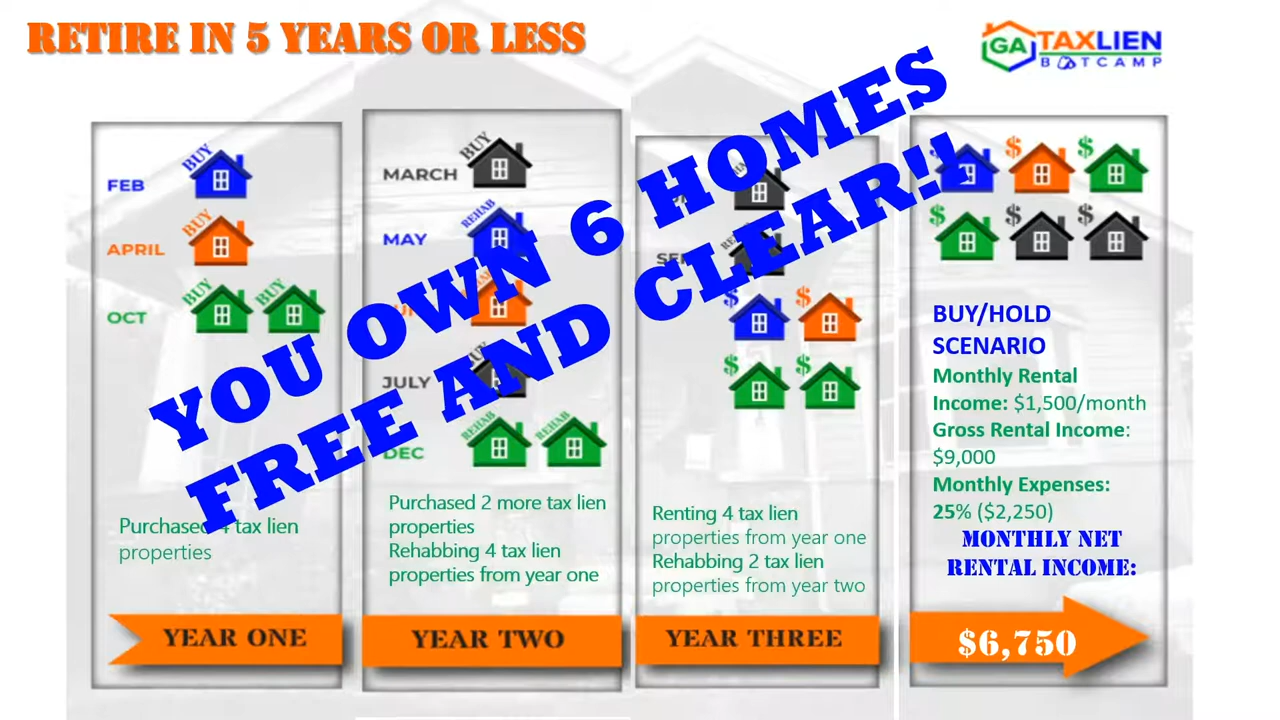 RETIRE IN 5 YEARS OR LESS
GA TAXLIEN
BOOTCAMP
YOU OWN 6 HOMES
FREE AND CLEAR!!
FEB
BUY
APRIL
BUY
OCT
BUY BUY
Purchased 4 tax lien
properties
YEAR ONE
MARCH
BUY
MAY
REHAB
JULY
BUY
DEC
REHAB REHAB
Purchased 2 more tax lien
properties
Rehabbing 4 tax lien
properties from year one
YEAR TWO
$ $
$ $
Renting 4 tax lien
properties from year one
Rehabbing 2 tax lien
properties from year two
YEAR THREE
$ $
$ $ $
BUY/HOLD
SCENARIO
Monthly Rental
Income: $1,500/month
Gross Rental Income:
$9,000
Monthly Expenses:
25% ($2,250)
MONTHLY NET
RENTAL INCOME:
$6,750